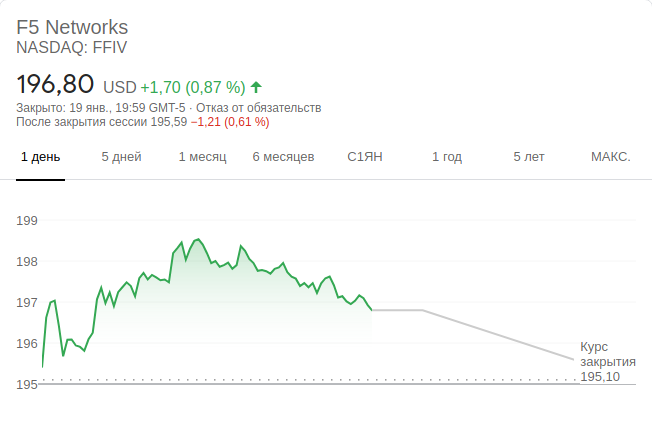 F5 Networks
NASDAQ: FFIV
196,80 USD +1,70 (0,87 %)
Закрыто: 19 янв., 19:59 GMT-5 · Отказ от обязательств
После закрытия сессии 195,59 −1,21 (0,61 %)
1 день 5 дней 1 месяц 6 месяцев С1ЯН 1 год 5 лет МАКС.
199
198
197
196
195
Курс
закрытия
195,10